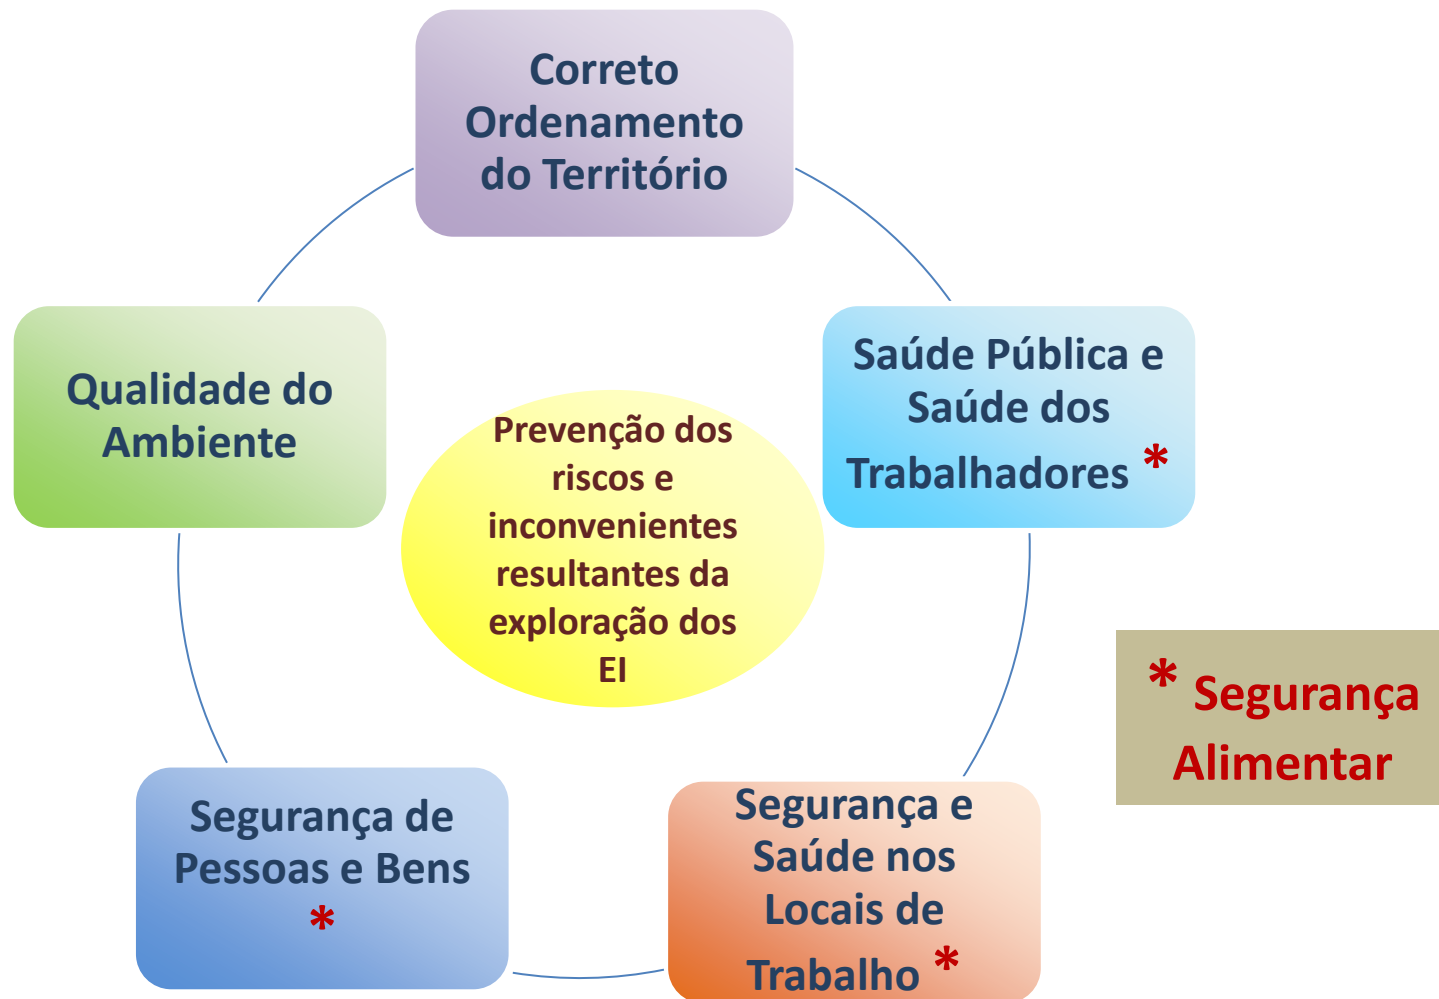 Correto
Ordenamento
do Território
Qualidade do
Ambiente
Saúde Pública e
Saúde dos
Trabalhadores *
Prevenção dos
riscos e
inconvenientes
resultantes da
exploração dos
EI
* Segurança
Alimentar
Segurança de
Pessoas e Bens
*
Segurança e
Saúde nos
Locais de
Trabalho *